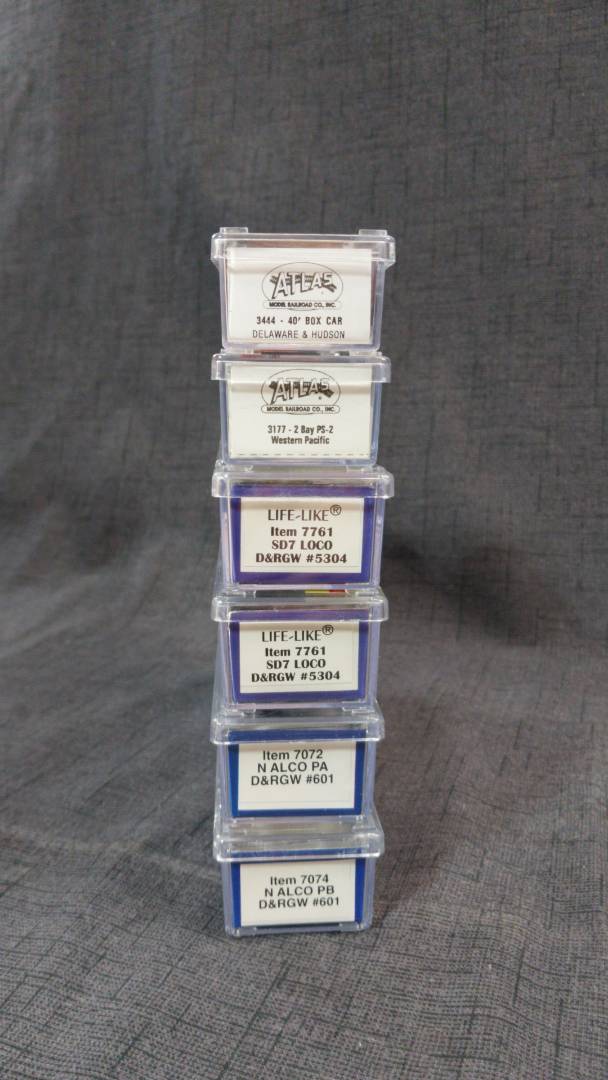 ATLAS
MODEL RAILROAD CO., INC.
3444 - 40' BOX CAR
DELAWARE & HUDSON
ATLAS
MODEL RAILROAD CO., INC.
3177 - 2 Bay PS-2
Western Pacific
LIFE-LIKE®
Item 7761
SD7 LOCO
D&RGW #5304
LIFE-LIKE®
Item 7761
SD7 LOCO
D&RGW #5304
Item 7072
N ALCO PA
D&RGW #601
Item 7074
N ALCO PB
D&RGW #601